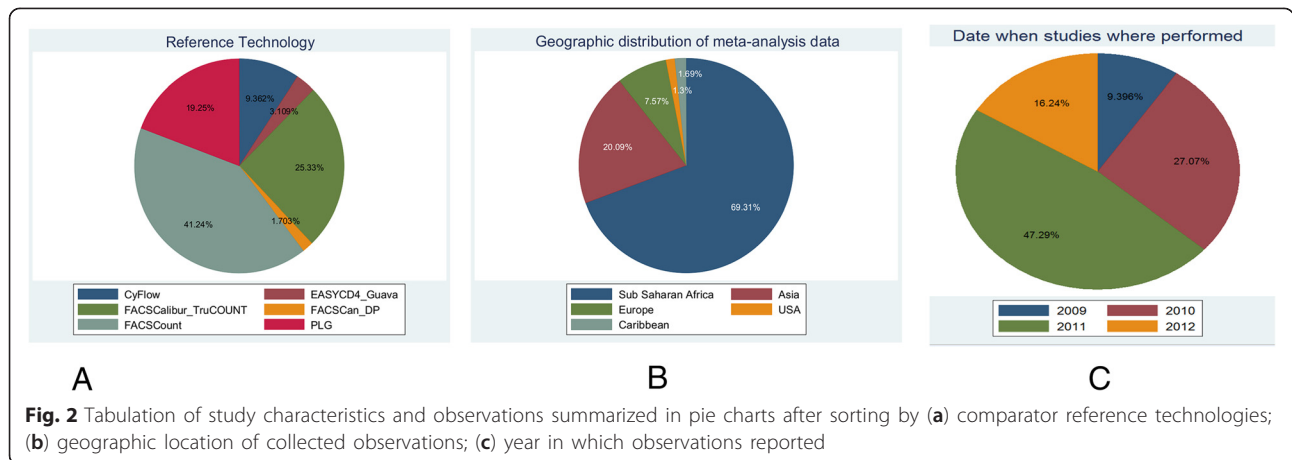 Reference Technology
9.362%
3.109%
19.25%
25.33%
41.24%
1.703%
CyFlow
EASYCD4_Guava
FACSCalibur_TruCOUNT
FACSCan_DP
FACSCount
PLG
A
Geographic distribution of meta-analysis data
1.69%
1.3%
7.57%
20.09%
69.31%
Sub Saharan Africa
Asia
Europe
USA
Caribbean
B
Date when studies where performed
9.396%
16.24%
27.07%
47.29%
2009
2010
2011
2012
C
Fig. 2 Tabulation of study characteristics and observations summarized in pie charts after sorting by (a) comparator reference technologies;
(b) geographic location of collected observations; (c) year in which observations reported